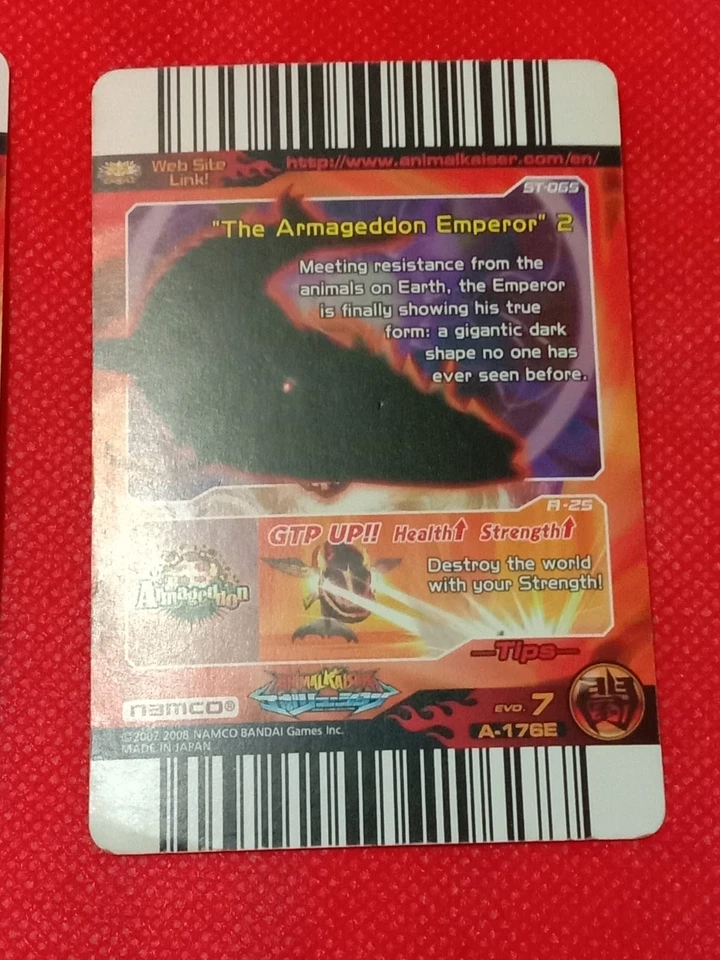 Web Site
Link!
http://www.animalkaiser.com/en/
ST-06S
"The Armageddon Emperor" 2
Meeting resistance from the
animals on Earth, the Emperor
is finally showing his true
form: a gigantic dark
shape no one has
ever seen before.
A-25
GTP UP!! Health↑ Strength↑
Armageddon
Destroy the world
with your Strength!
Tips
ANIMALKAISER
namco®
EVO. 7
A-176E
©2007 2008 NAMCO BANDAI Games Inc.
MADE IN JAPAN